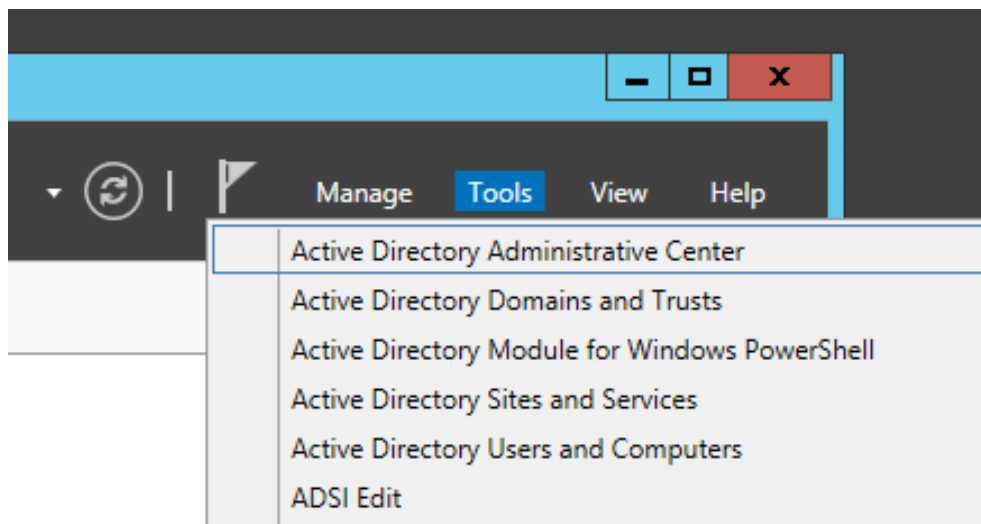 Manage Tools View Help
Active Directory Administrative Center
Active Directory Domains and Trusts
Active Directory Module for Windows PowerShell
Active Directory Sites and Services
Active Directory Users and Computers
ADSI Edit